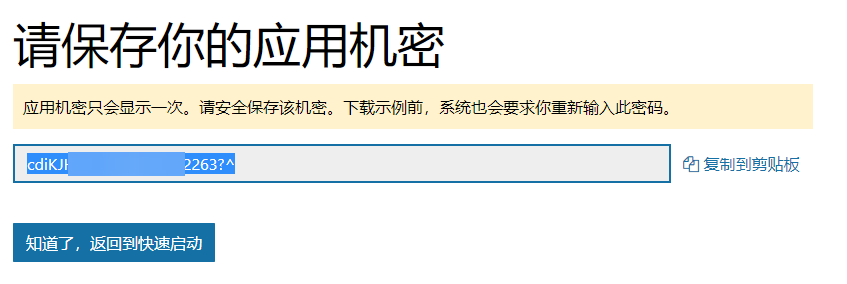 请保存你的应用机密
应用机密只会显示一次。请安全保存该机密。下载示例前，系统也会要求你重新输入此密码。
cdiKJ 2263?^
复制到剪贴板
知道了，返回到快速启动